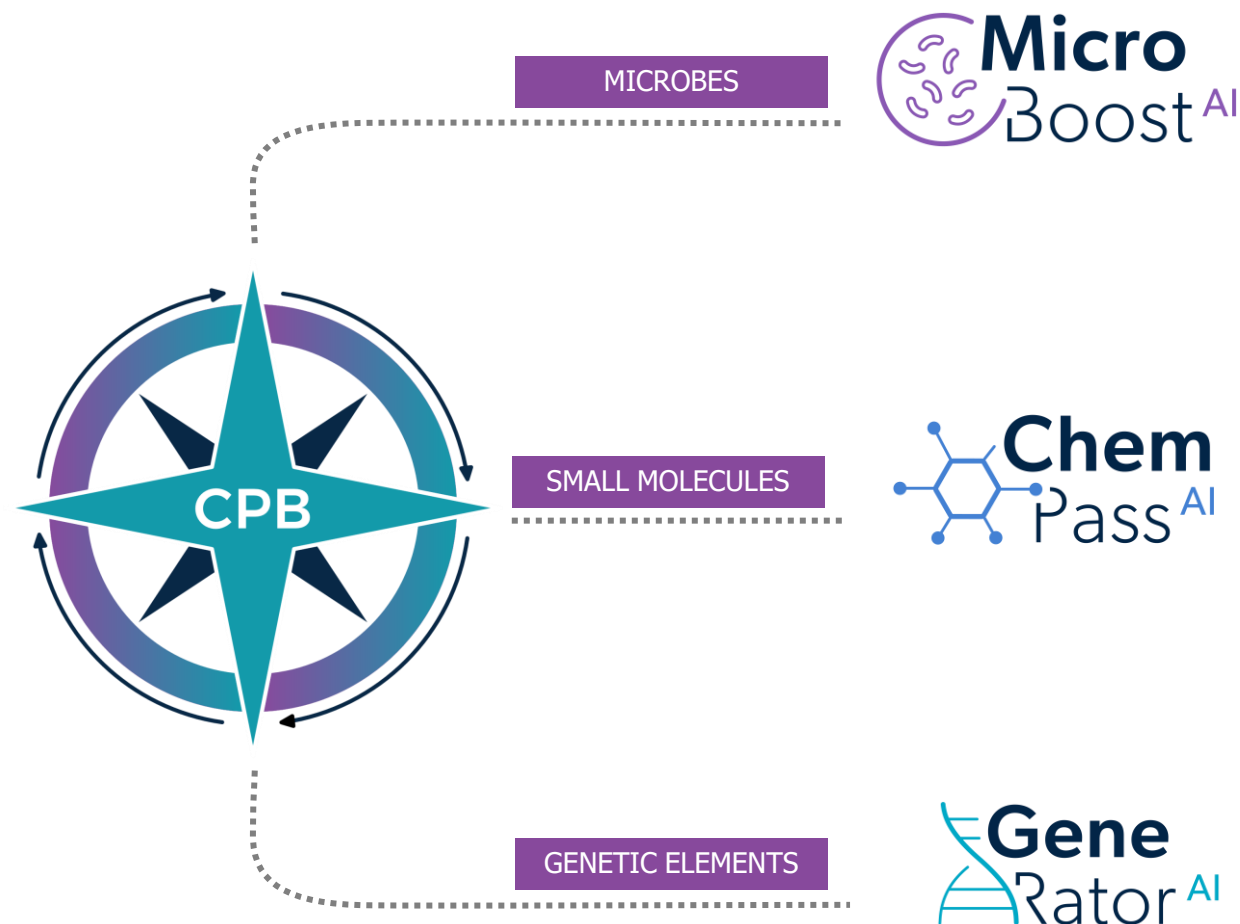 MICROBES
Micro
Boost AI
CPB
SMALL MOLECULES
Chem
Pass AI
GENETIC ELEMENTS
Gene
Rator AI